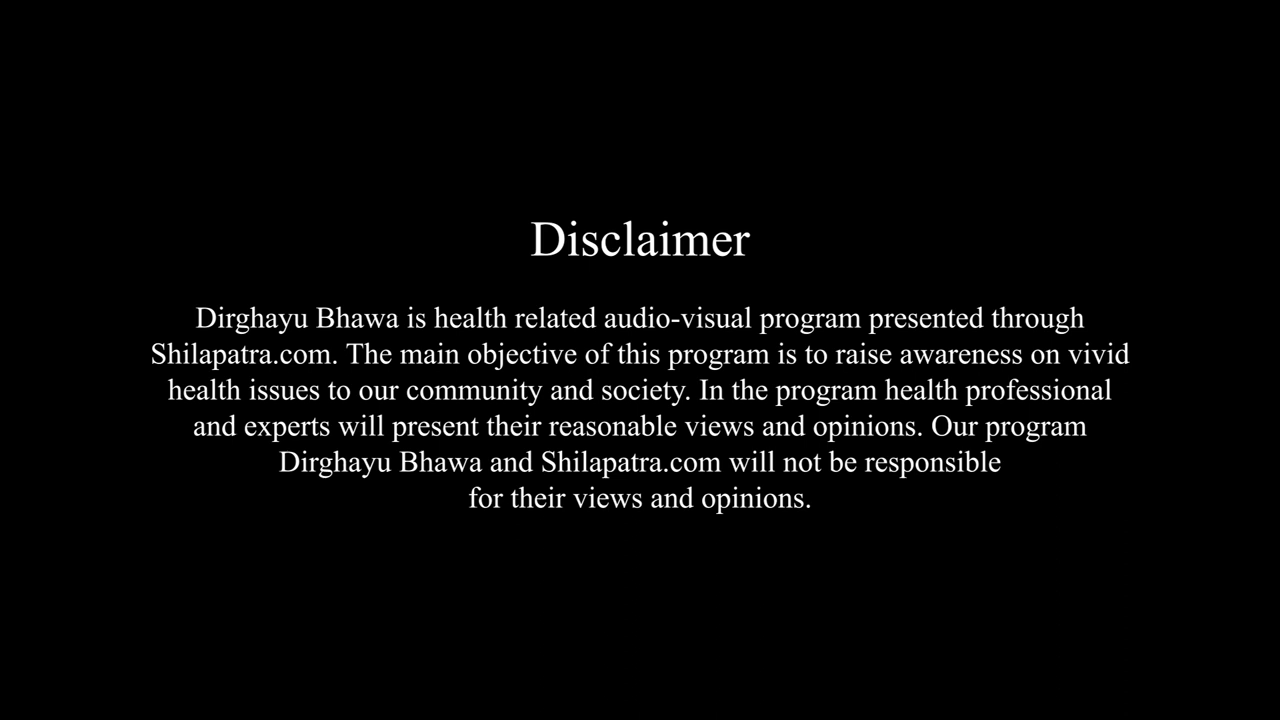 Disclaimer
Dirghayu Bhawa is health related audio-visual program presented through
Shilapatra.com. The main objective of this program is to raise awareness on vivid
health issues to our community and society. In the program health professional
and experts will present their reasonable views and opinions. Our program
Dirghayu Bhawa and Shilapatra.com will not be responsible
for their views and opinions.